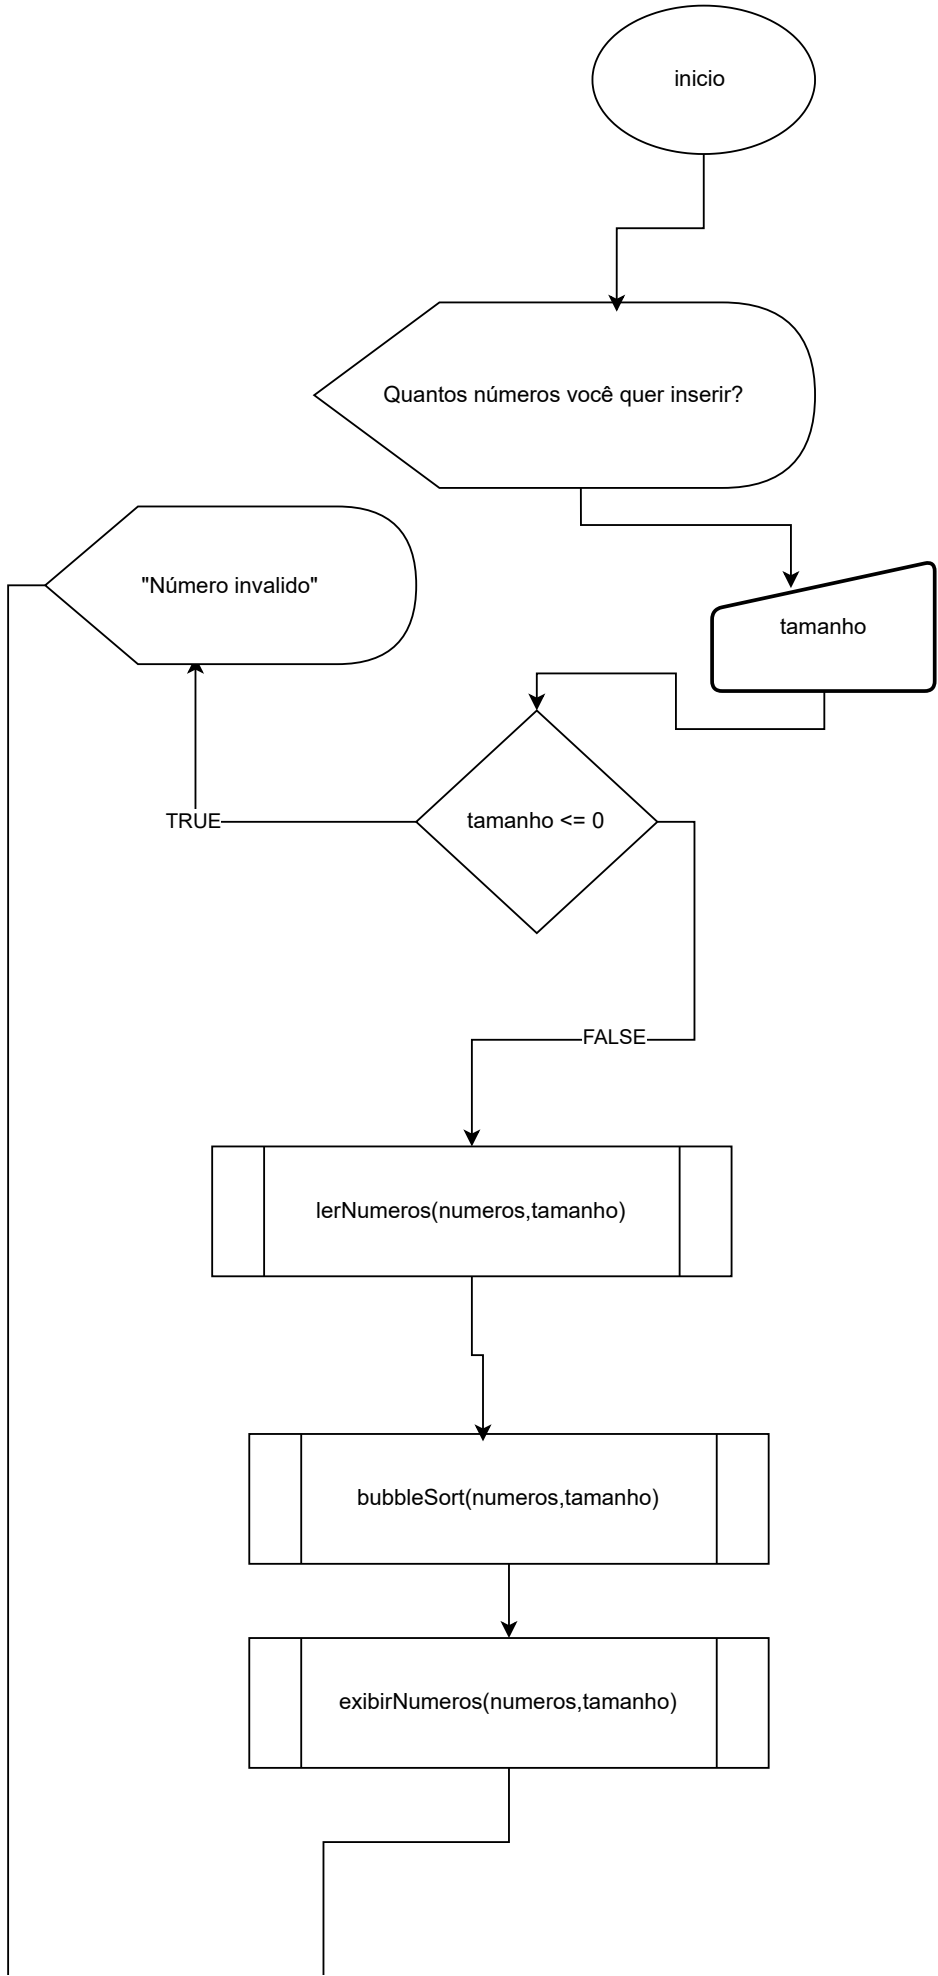 inicio
Quantos números você quer inserir?
"Número invalido"
tamanho
tamanho <= 0
TRUE
FALSE
lerNumeros(numeros,tamanho)
bubbleSort(numeros,tamanho)
exibirNumeros(numeros,tamanho)